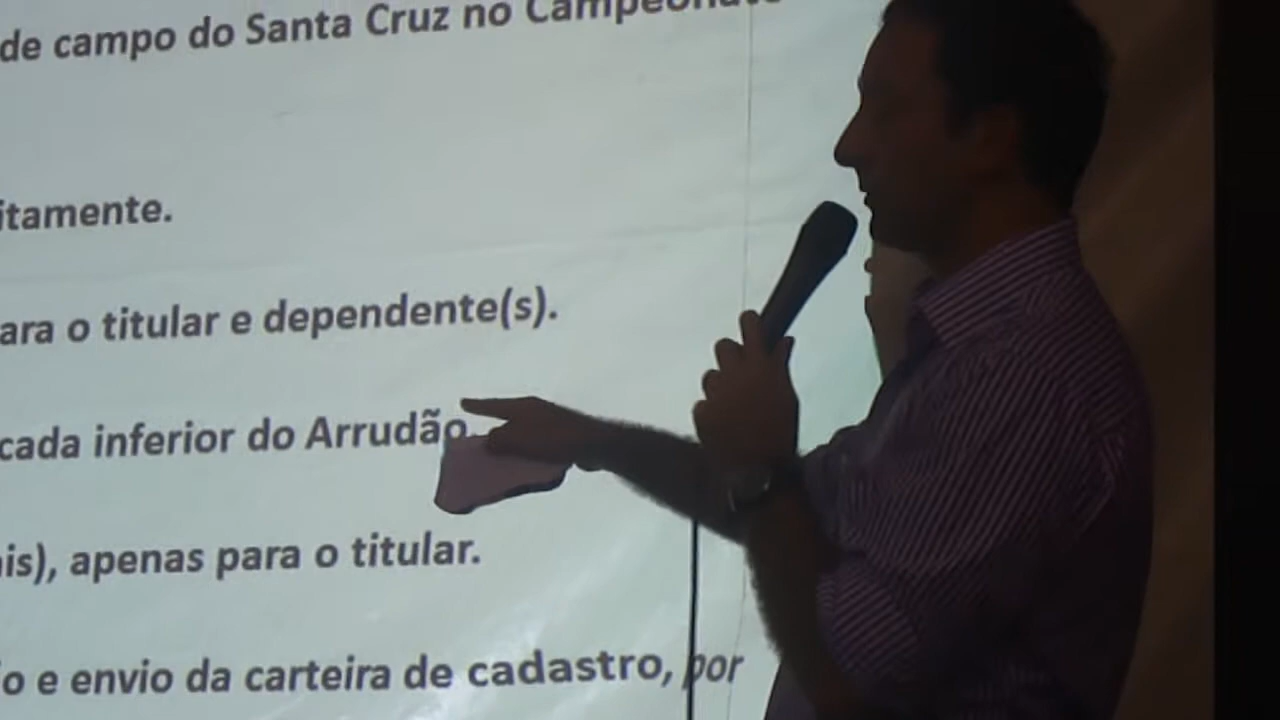 de campo do Santa Cruz no Campeonato
itamente.
ara o titular e dependente(s).
cada inferior do Arrudão
is), apenas para o titular.
o e envio da carteira de cadastro, por